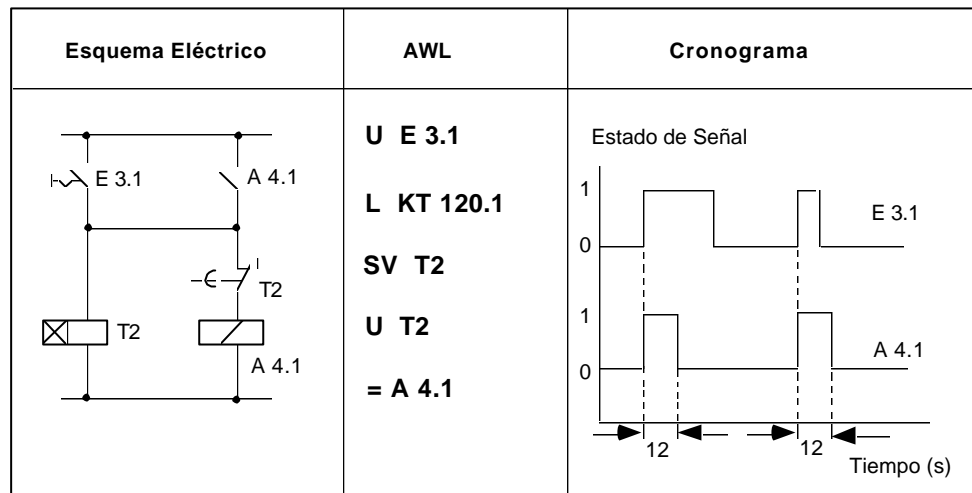 Esquema Eléctrico
AWL
Cronograma
E 3.1
A 4.1
T2
T2
A 4.1
U E 3.1
L KT 120.1
SV T2
U T2
= A 4.1
Estado de Señal
1
0
E 3.1
1
0
A 4.1
12
12
Tiempo (s)